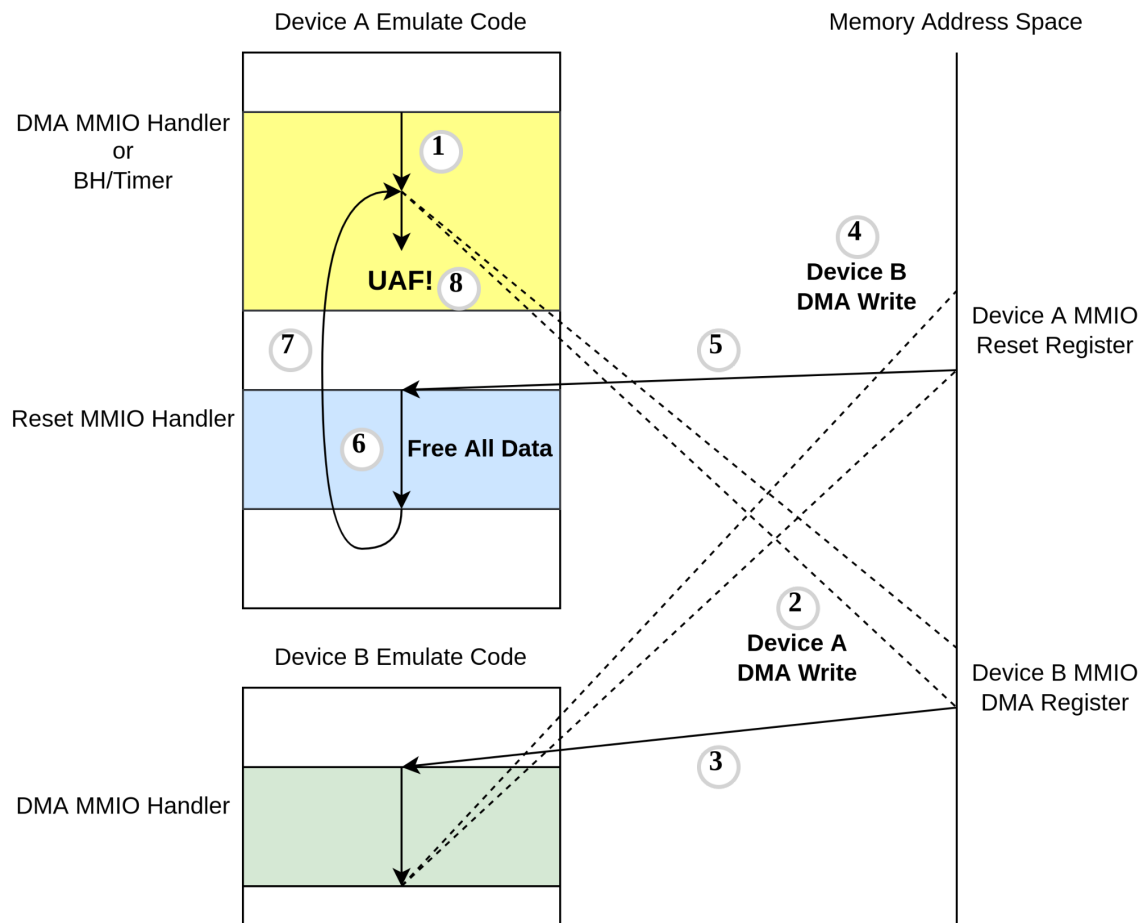 Device A Emulate Code
Memory Address Space
DMA MMIO Handler
or
BH/Timer
1
4
Device B
DMA Write
UAF!
8
Device A MMIO
Reset Register
7
5
Reset MMIO Handler
6
Free All Data
2
Device A
DMA Write
Device B Emulate Code
Device B MMIO
DMA Register
3
DMA MMIO Handler